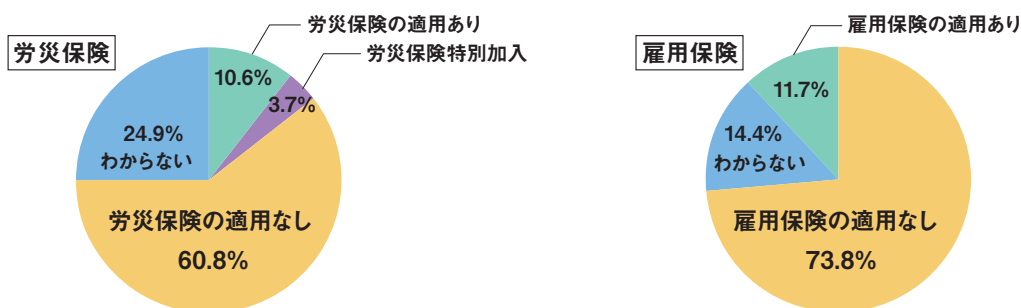 労災保険
労災保険の適用あり
労災保険特別加入
10.6%
3.7%
24.9%
わからない
労災保険の適用なし
60.8%
雇用保険
雇用保険の適用あり
11.7%
14.4%
わからない
雇用保険の適用なし
73.8%